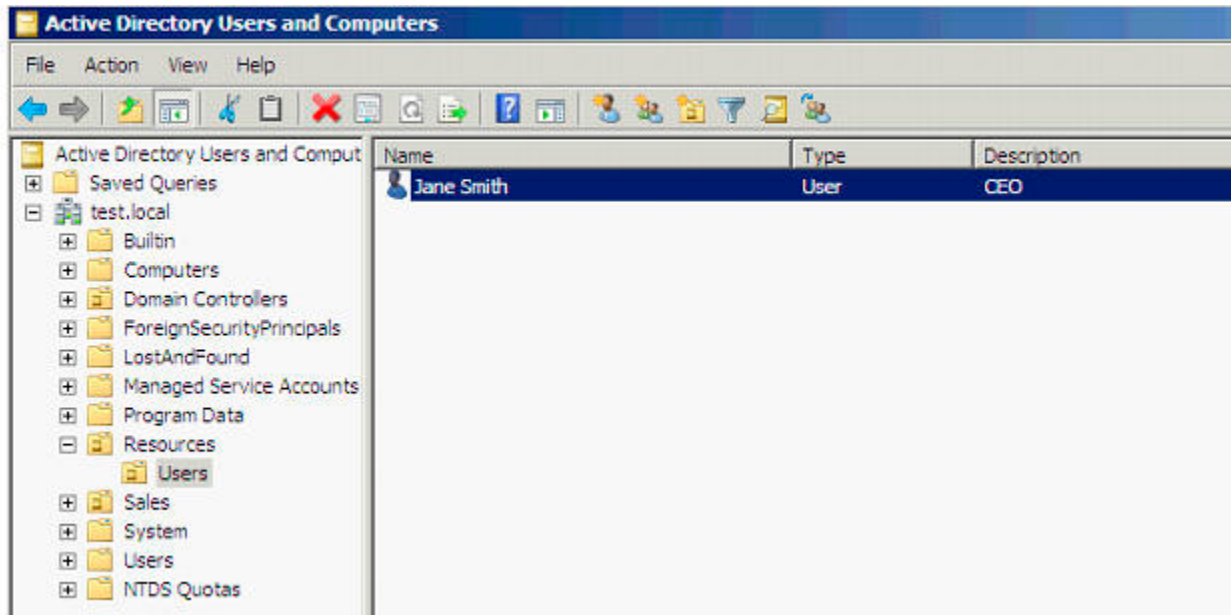 Active Directory Users and Computers
File Action View Help
Active Directory Users and Comput
Name Type Description
Saved Queries
Jane Smith User CEO
test.local
Builtin
Computers
Domain Controllers
ForeignSecurityPrincipals
LostAndFound
Managed Service Accounts
Program Data
Resources
Users
Sales
System
Users
NTDS Quotas